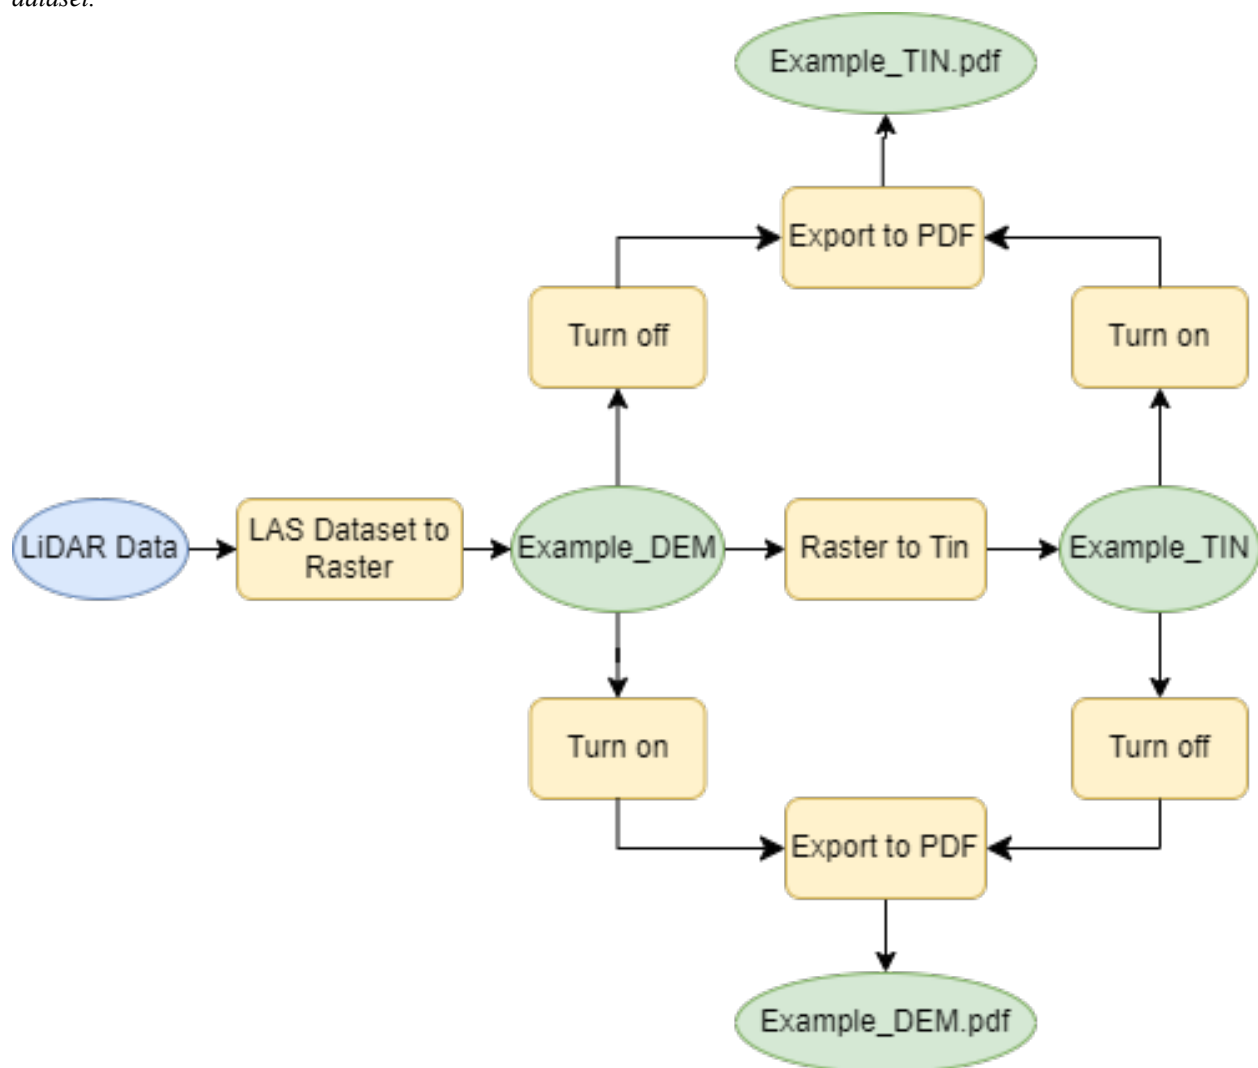 dataset.
Example_TIN.pdf
Export to PDF
Turn off
Turn on
LiDAR Data
LAS Dataset to
Raster
Example_DEM
Raster to Tin
Example_TIN
Turn on
Turn off
Export to PDF
Example_DEM.pdf